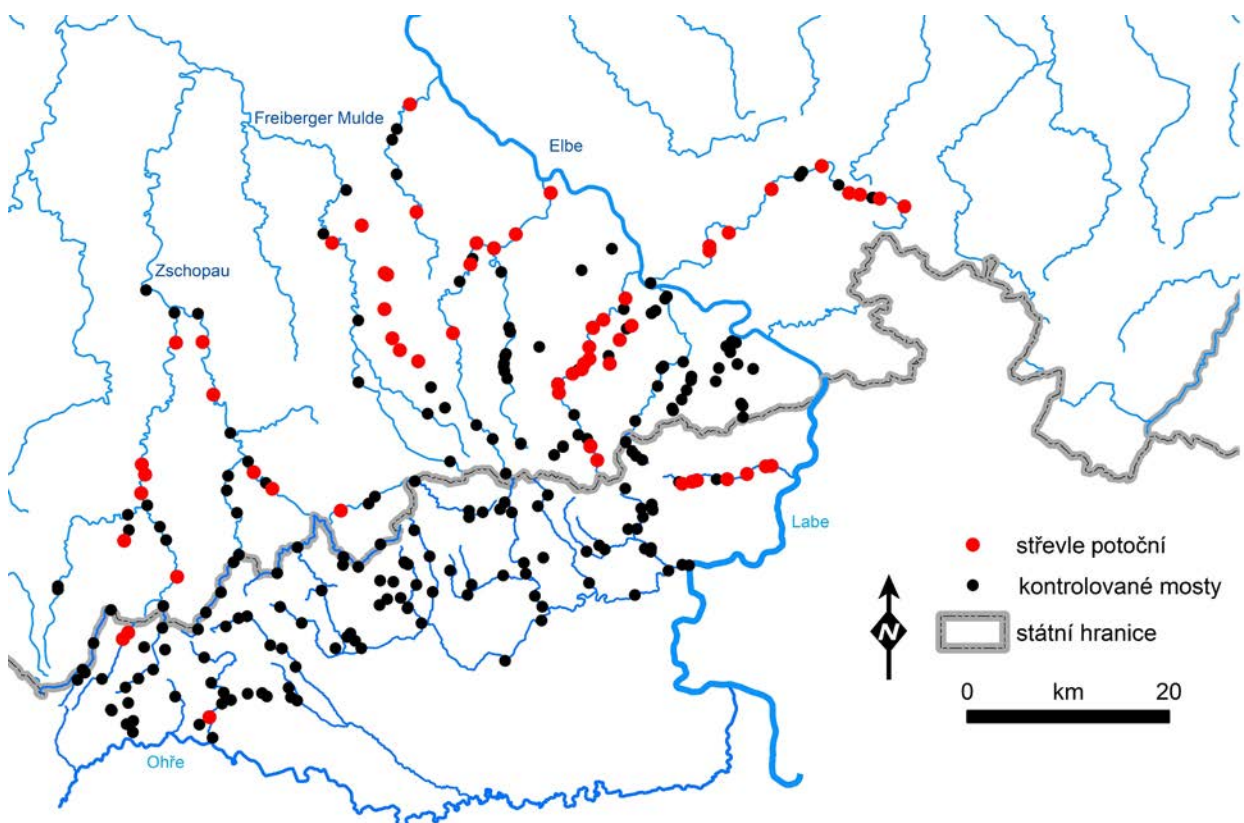 Freiberger Mulde
Elbe
Zschopau
Labe
Ohře
střevle potoční
kontrolované mosty
státní hranice
N
0 km 20